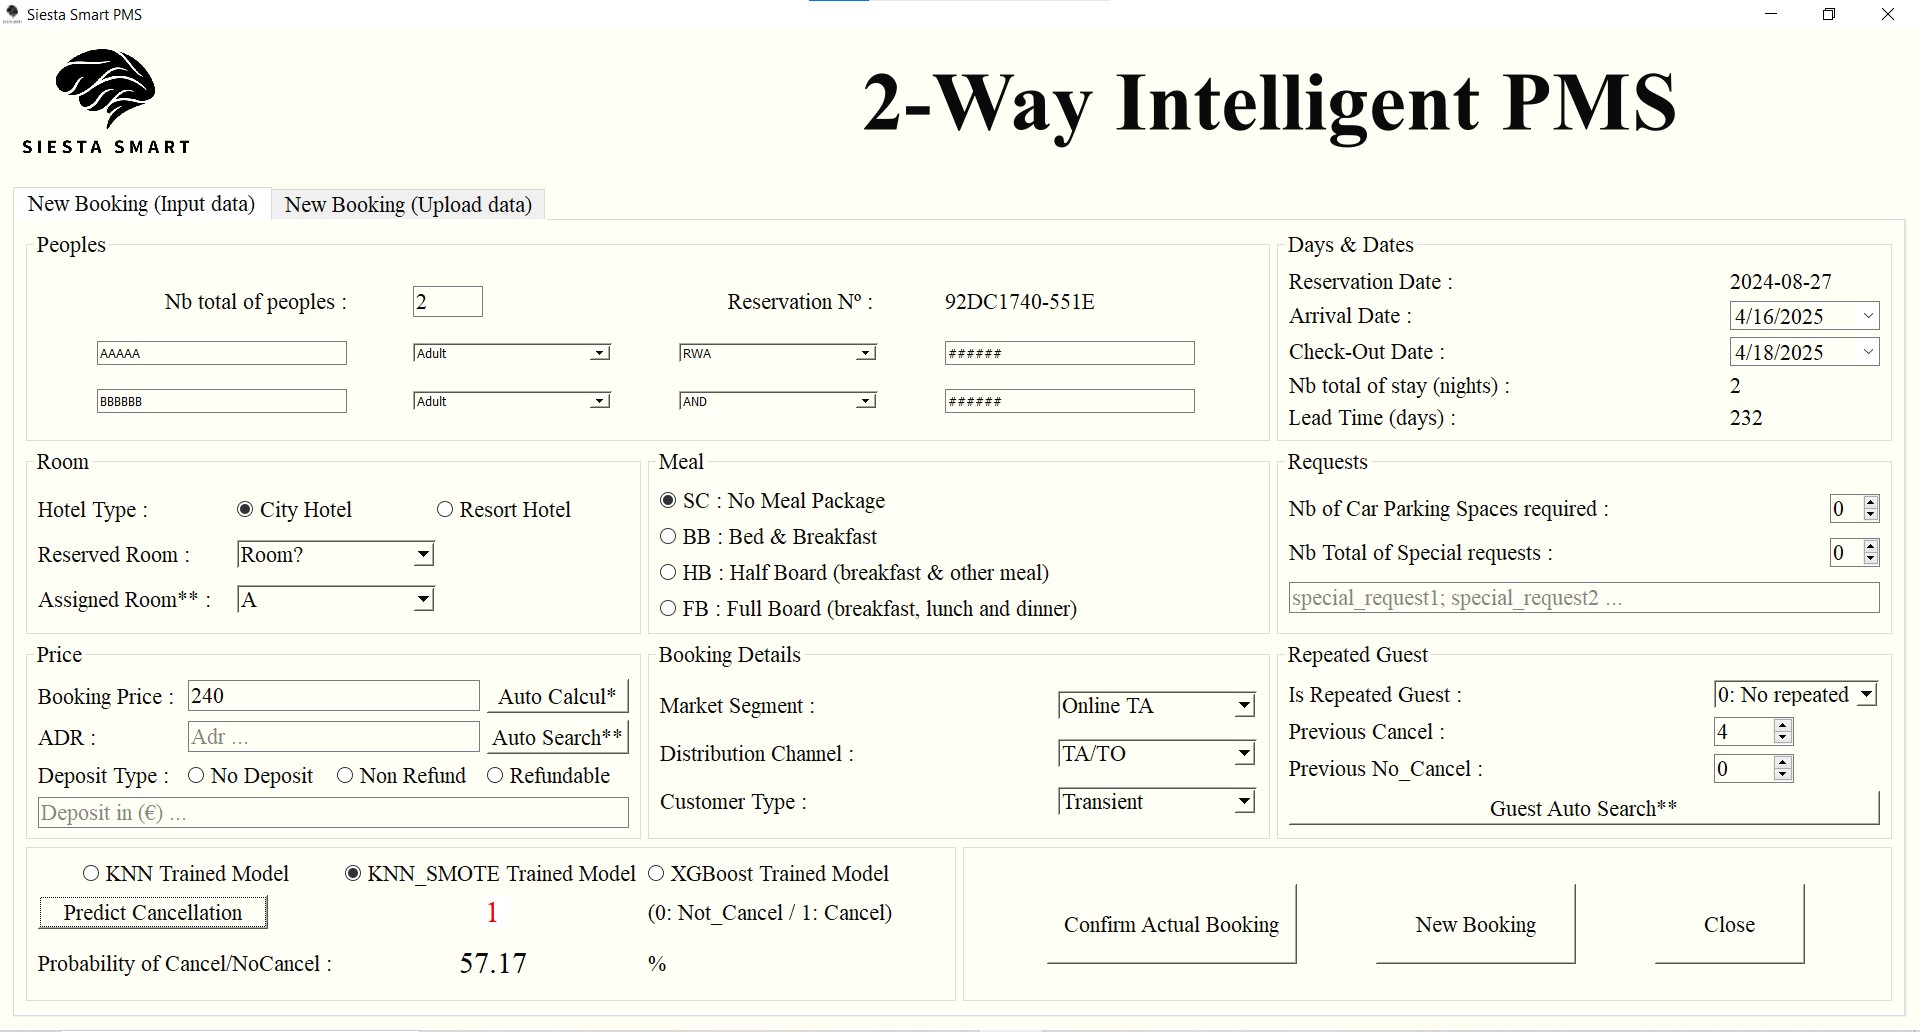 Siesta Smart PMS
SIESTA SMART
2-Way Intelligent PMS
New Booking (Input data)
New Booking (Upload data)
Peoples
Nb total of peoples : 2 Reservation Nº : 92DC1740-551E
AAAAA Adult RWA ######
BBBBBB Adult AND ######
Days & Dates
Reservation Date : 2024-08-27
Arrival Date : 4/16/2025
Check-Out Date : 4/18/2025
Nb total of stay (nights) : 2
Lead Time (days) : 232
Room
Hotel Type : City Hotel Resort Hotel
Reserved Room : Room?
Assigned Room** : A
Meal
SC : No Meal Package
BB : Bed & Breakfast
HB : Half Board (breakfast & other meal)
FB : Full Board (breakfast, lunch and dinner)
Requests
Nb of Car Parking Spaces required : 0
Nb Total of Special requests : 0
special_request1; special_request2 ...
Price
Booking Price : 240 Auto Calcul*
ADR : Adr ... Auto Search**
Deposit Type : No Deposit Non Refund Refundable
Deposit in (€) ...
Booking Details
Market Segment : Online TA
Distribution Channel : TA/TO
Customer Type : Transient
Repeated Guest
Is Repeated Guest : 0: No repeated
Previous Cancel : 4
Previous No_Cancel : 0
Guest Auto Search**
KNN Trained Model KNN_SMOTE Trained Model XGBoost Trained Model
Predict Cancellation 1 (0: Not_Cancel / 1: Cancel)
Probability of Cancel/NoCancel : 57.17 %
Confirm Actual Booking New Booking Close